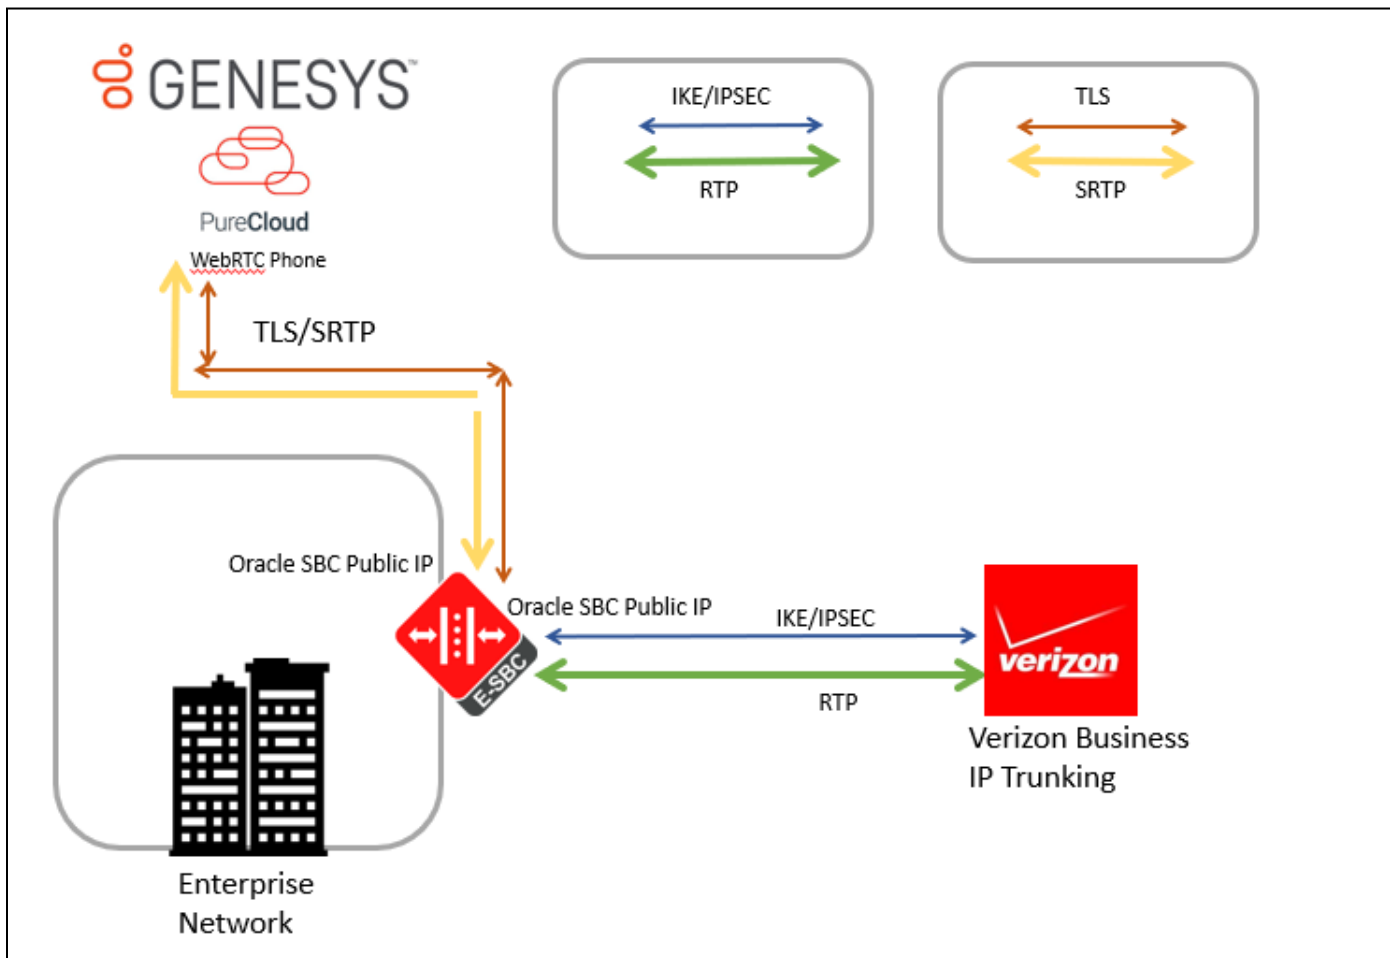 GENESYS™
IKE/IPSEC
RTP
TLS
SRTP
PureCloud
WebRTC Phone
TLS/SRTP
Oracle SBC Public IP
Oracle SBC Public IP
E-SBC
IKE/IPSEC
RTP
verizon
Verizon Business
IP Trunking
Enterprise
Network